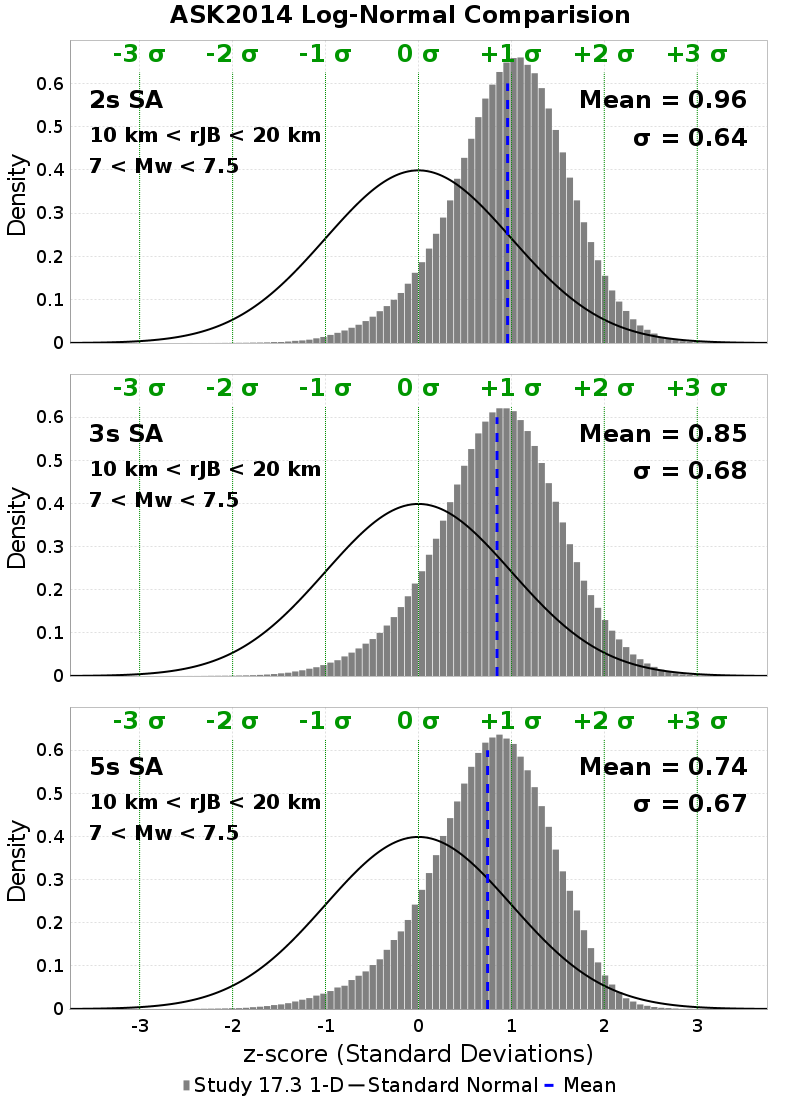 ASK2014 Log-Normal Comparision
-3 σ -2 σ -1 σ 0 σ +1 σ +2 σ +3 σ
2s SA
Mean = 0.96
10 km < rJB < 20 km
σ = 0.64
7 < Mw < 7.5
Density
0.6
0.5
0.4
0.3
0.2
0.1
0
-3 σ -2 σ -1 σ 0 σ +1 σ +2 σ +3 σ
3s SA
Mean = 0.85
10 km < rJB < 20 km
σ = 0.68
7 < Mw < 7.5
Density
0.6
0.5
0.4
0.3
0.2
0.1
0
-3 σ -2 σ -1 σ 0 σ +1 σ +2 σ +3 σ
5s SA
Mean = 0.74
10 km < rJB < 20 km
σ = 0.67
7 < Mw < 7.5
Density
0.6
0.5
0.4
0.3
0.2
0.1
0
-3 -2 -1 0 1 2 3
z-score (Standard Deviations)
Study 17.3 1-D Standard Normal Mean